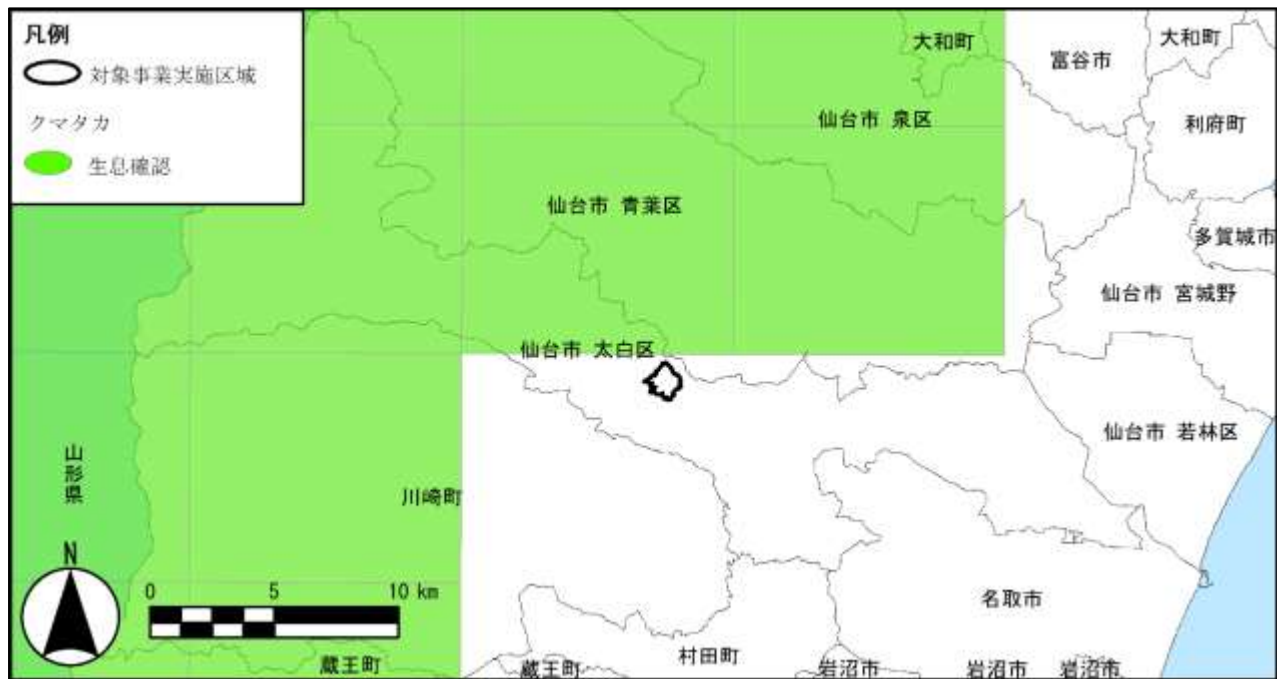 凡例
対象事業実施区域
クマタカ
生息確認
大和町
富谷市
大和町
仙台市 泉区
利府町
仙台市 青葉区
多賀城市
仙台市 宮城野
仙台市 太白区
仙台市 若林区
山形県
川崎町
N
0 5 10 km
名取市
蔵王町
蔵王町
村田町
岩沼市
岩沼市
岩沼市